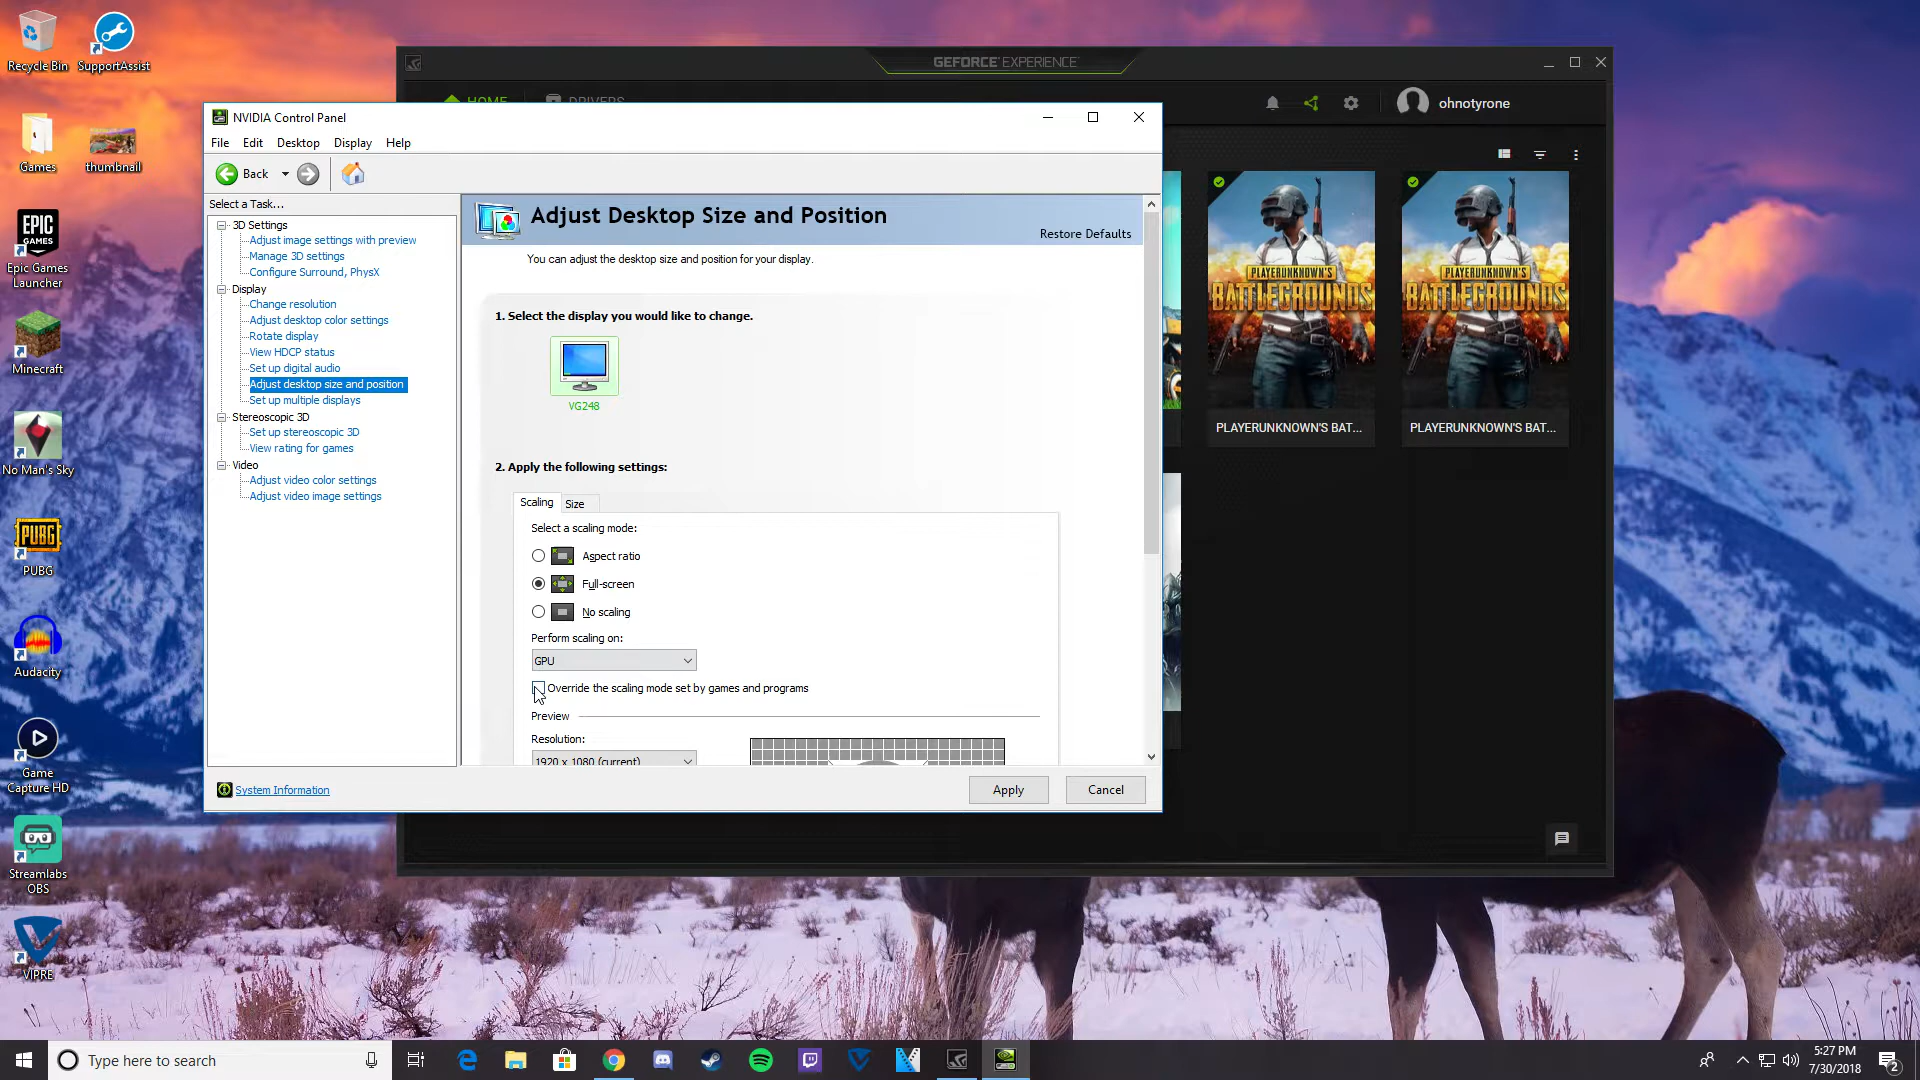 Recycle Bin
SupportAssist
Games
thumbnail
EPIC
GAMES
Epic Games
Launcher
Minecraft
No Man's Sky
PUBG
PUBG
Audacity
Game
Capture HD
Streamlabs
OBS
VIPRE
GEFORCE EXPERIENCE
HOME
DRIVERS
ohnotyrone
PLAYERUNKNOWN'S
BATTLEGROUNDS
PLAYERUNKNOWN'S BAT...
PLAYERUNKNOWN'S
BATTLEGROUNDS
PLAYERUNKNOWN'S BAT...
NVIDIA Control Panel
File Edit Desktop Display Help
Back
Select a Task...
3D Settings
Adjust image settings with preview
Manage 3D settings
Configure Surround, PhysX
Display
Change resolution
Adjust desktop color settings
Rotate display
View HDCP status
Set up digital audio
Adjust desktop size and position
Set up multiple displays
Stereoscopic 3D
Set up stereoscopic 3D
View rating for games
Video
Adjust video color settings
Adjust video image settings
System Information
Adjust Desktop Size and Position
Restore Defaults
You can adjust the desktop size and position for your display.
1. Select the display you would like to change.
VG248
2. Apply the following settings:
Scaling Size
Select a scaling mode:
Aspect ratio
Full-screen
No scaling
Perform scaling on:
GPU
Override the scaling mode set by games and programs
Preview
Resolution:
1920 x 1080 (current)
Apply
Cancel
Type here to search
5:27 PM
7/30/2018
2